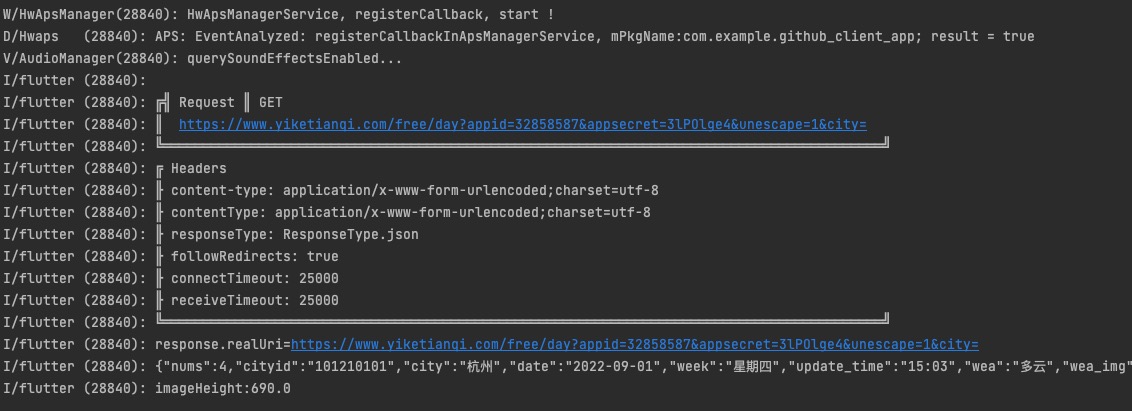 W/HwApsManager(28840): HwApsManagerService, registerCallback, start !
D/Hwaps   (28840): APS: EventAnalyzed: registerCallbackInApsManagerService, mPkgName:com.example.github_client_app; result = true
V/AudioManager(28840): querySoundEffectsEnabled...
I/flutter (28840):
I/flutter (28840): ╔╣ Request ║ GET
I/flutter (28840): ║  https://www.yiketianqi.com/free/day?appid=32858587&appsecret=3lPOlge4&unescape=1&city=
I/flutter (28840): ╚══════════════════════════════════════════════════════════════════════════════════════════╝
I/flutter (28840): ╔ Headers
I/flutter (28840): ╟ content-type: application/x-www-form-urlencoded;charset=utf-8
I/flutter (28840): ╟ contentType: application/x-www-form-urlencoded;charset=utf-8
I/flutter (28840): ╟ responseType: ResponseType.json
I/flutter (28840): ╟ followRedirects: true
I/flutter (28840): ╟ connectTimeout: 25000
I/flutter (28840): ╟ receiveTimeout: 25000
I/flutter (28840): ╚══════════════════════════════════════════════════════════════════════════════════════════╝
I/flutter (28840): response.realUri=https://www.yiketianqi.com/free/day?appid=32858587&appsecret=3lPOlge4&unescape=1&city=
I/flutter (28840): {"nums":4,"cityid":"101210101","city":"杭州","date":"2022-09-01","week":"星期四","update_time":"15:03","wea":"多云","wea_img"
I/flutter (28840): imageHeight:690.0